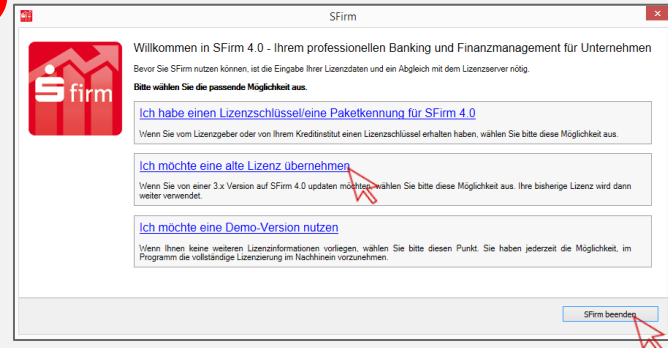 SFirm
Willkommen in SFirm 4.0 - Ihrem professionellen Banking und Finanzmanagement für Unternehmen
Bevor Sie SFirm nutzen können, ist die Eingabe Ihrer Lizenzdaten und ein Abgleich mit dem Lizenzserver nötig.
Bitte wählen Sie die passende Möglichkeit aus.
firm
Ich habe einen Lizenzschlüssel/eine Paketkennung für SFirm 4.0
Wenn Sie vom Lizenzgeber oder von Ihrem Kreditinstitut einen Lizenzschlüssel erhalten haben, wählen Sie bitte diese Möglichkeit aus.
Ich möchte eine alte Lizenz übernehmen
Wenn Sie von einer 3.x Version auf SFirm 4.0 updaten möchten, wählen Sie bitte diese Möglichkeit aus. Ihre bisherige Lizenz wird dann
weiter verwendet.
Ich möchte eine Demo-Version nutzen
Wenn Ihnen keine weiteren Lizenzinformationen vorliegen, wählen Sie bitte diesen Punkt. Sie haben jederzeit die Möglichkeit, im
Programm die vollständige Lizenzierung im Nachhinein vorzunehmen.
SFirm beenden